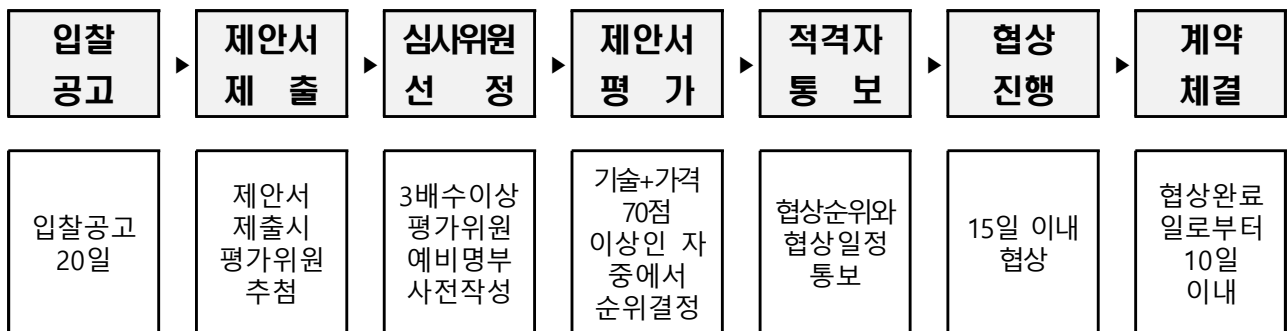 입찰
공고
▶
제안서
제 출
▶
심사위원
선 정
▶
제안서
평 가
▶
적격자
통 보
▶
협상
진행
▶
계약
체결
입찰공고
20일
제안서
제출시
평가위원
추첨
3배수이상
평가위원
예비명부
사전작성
기술+가격
70점
이상인 자
중에서
순위결정
협상순위와
협상일정
통보
15일 이내
협상
협상완료
일로부터
10일
이내